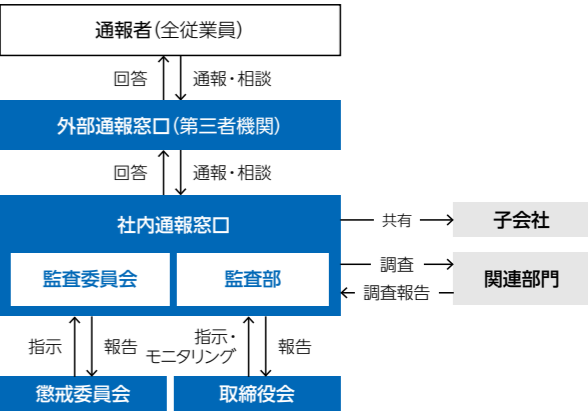 通報者(全従業員)
回答
通報・相談
外部通報窓口(第三者機関)
回答
通報・相談
社内通報窓口
共有
子会社
監査委員会
監査部
調査
調査報告
関連部門
指示
報告
指示・
モニタリング
報告
懲戒委員会
取締役会